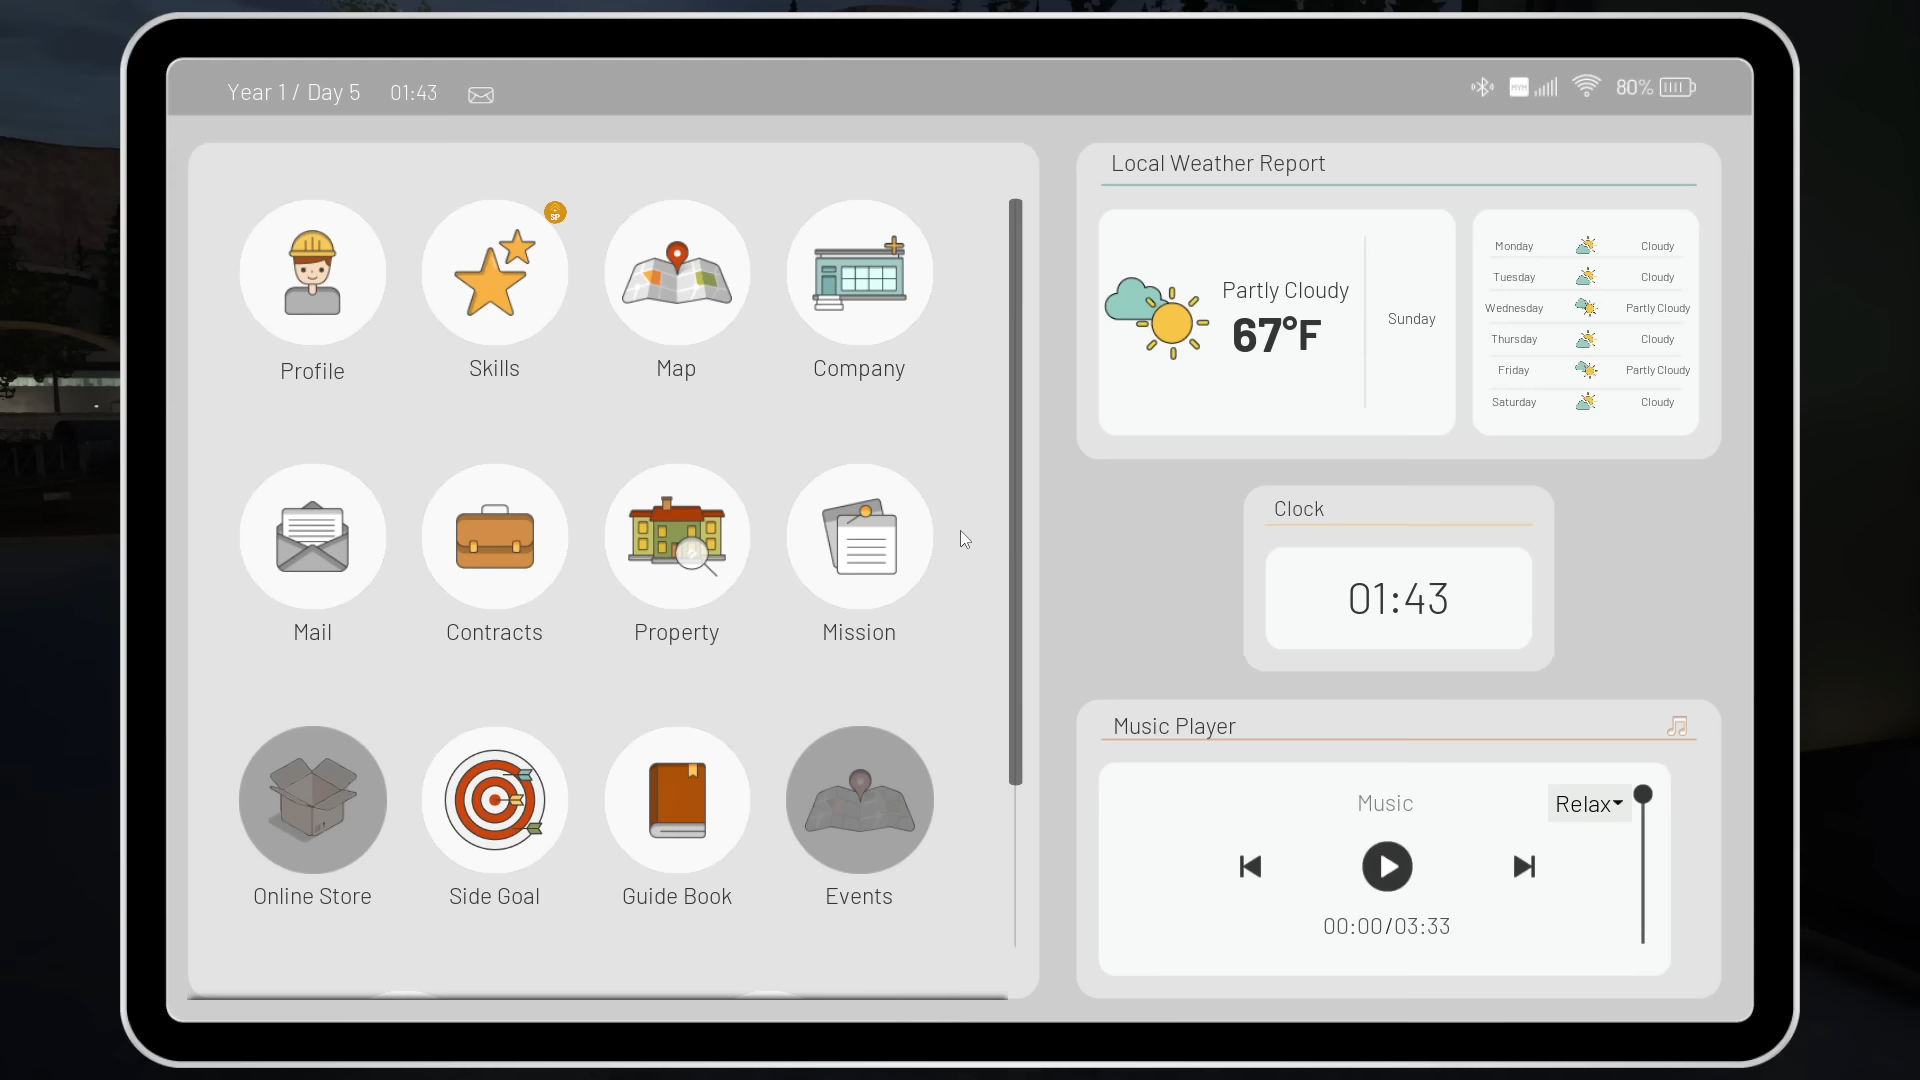 Year 1 / Day 5 01:43
80%
SP
Profile Skills Map Company
Mail Contracts Property Mission
Online Store Side Goal Guide Book Events
Local Weather Report
Partly Cloudy
67°F
Sunday
Monday Cloudy
Tuesday Cloudy
Wednesday Partly Cloudy
Thursday Cloudy
Friday Partly Cloudy
Saturday Cloudy
Clock
01:43
Music Player
Music
Relax
00:00/03:33